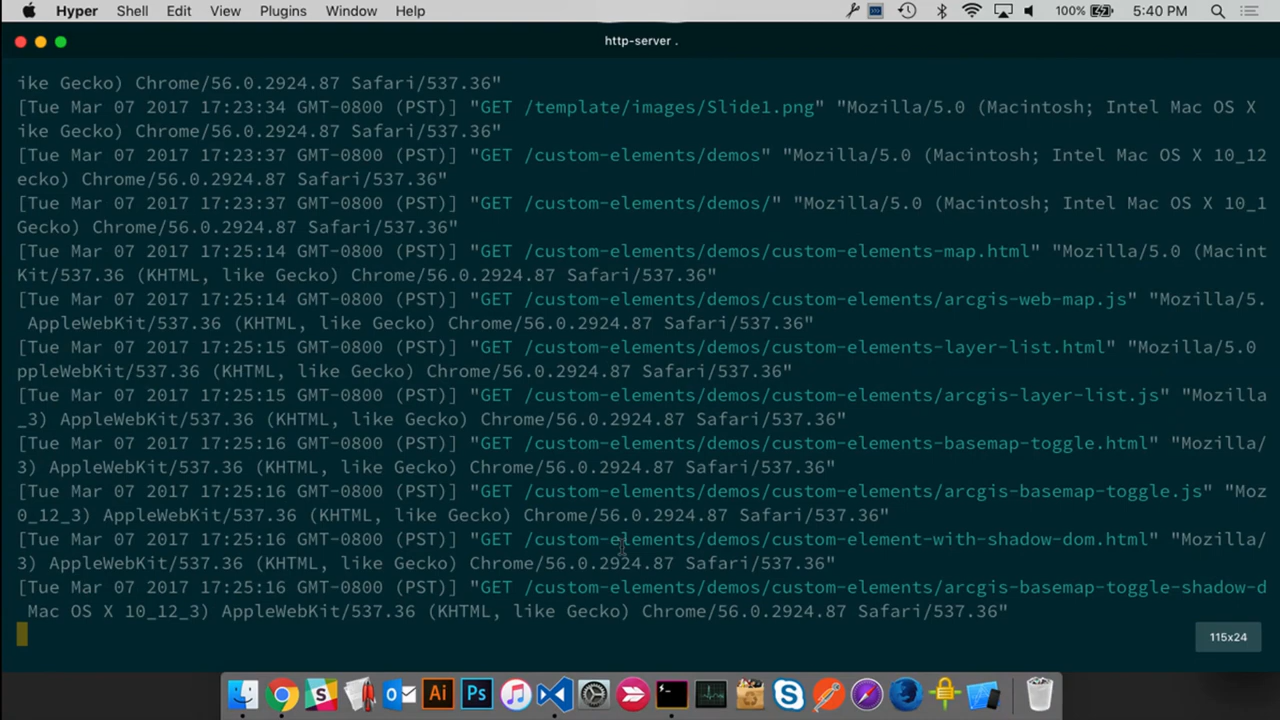 Hyper Shell Edit View Plugins Window Help 100% 5:40 PM
http-server .
ike Gecko) Chrome/56.0.2924.87 Safari/537.36"
[Tue Mar 07 2017 17:23:34 GMT-0800 (PST)] "GET /template/images/Slide1.png" "Mozilla/5.0 (Macintosh; Intel Mac OS X
ike Gecko) Chrome/56.0.2924.87 Safari/537.36"
[Tue Mar 07 2017 17:23:37 GMT-0800 (PST)] "GET /custom-elements/demos" "Mozilla/5.0 (Macintosh; Intel Mac OS X 10_12
ecko) Chrome/56.0.2924.87 Safari/537.36"
[Tue Mar 07 2017 17:23:37 GMT-0800 (PST)] "GET /custom-elements/demos/" "Mozilla/5.0 (Macintosh; Intel Mac OS X 10_1
Gecko) Chrome/56.0.2924.87 Safari/537.36"
[Tue Mar 07 2017 17:25:14 GMT-0800 (PST)] "GET /custom-elements/demos/custom-elements-map.html" "Mozilla/5.0 (Macint
Kit/537.36 (KHTML, like Gecko) Chrome/56.0.2924.87 Safari/537.36"
[Tue Mar 07 2017 17:25:14 GMT-0800 (PST)] "GET /custom-elements/demos/custom-elements/arcgis-web-map.js" "Mozilla/5.
AppleWebKit/537.36 (KHTML, like Gecko) Chrome/56.0.2924.87 Safari/537.36"
[Tue Mar 07 2017 17:25:15 GMT-0800 (PST)] "GET /custom-elements/demos/custom-elements-layer-list.html" "Mozilla/5.0
ppleWebKit/537.36 (KHTML, like Gecko) Chrome/56.0.2924.87 Safari/537.36"
[Tue Mar 07 2017 17:25:15 GMT-0800 (PST)] "GET /custom-elements/demos/custom-elements/arcgis-layer-list.js" "Mozilla
_3) AppleWebKit/537.36 (KHTML, like Gecko) Chrome/56.0.2924.87 Safari/537.36"
[Tue Mar 07 2017 17:25:16 GMT-0800 (PST)] "GET /custom-elements/demos/custom-elements-basemap-toggle.html" "Mozilla/
3) AppleWebKit/537.36 (KHTML, like Gecko) Chrome/56.0.2924.87 Safari/537.36"
[Tue Mar 07 2017 17:25:16 GMT-0800 (PST)] "GET /custom-elements/demos/custom-elements/arcgis-basemap-toggle.js" "Moz
0_12_3) AppleWebKit/537.36 (KHTML, like Gecko) Chrome/56.0.2924.87 Safari/537.36"
[Tue Mar 07 2017 17:25:16 GMT-0800 (PST)] "GET /custom-elements/demos/custom-element-with-shadow-dom.html" "Mozilla/
3) AppleWebKit/537.36 (KHTML, like Gecko) Chrome/56.0.2924.87 Safari/537.36"
[Tue Mar 07 2017 17:25:16 GMT-0800 (PST)] "GET /custom-elements/demos/custom-elements/arcgis-basemap-toggle-shadow-d
Mac OS X 10_12_3) AppleWebKit/537.36 (KHTML, like Gecko) Chrome/56.0.2924.87 Safari/537.36"
115x24
Ai Ps